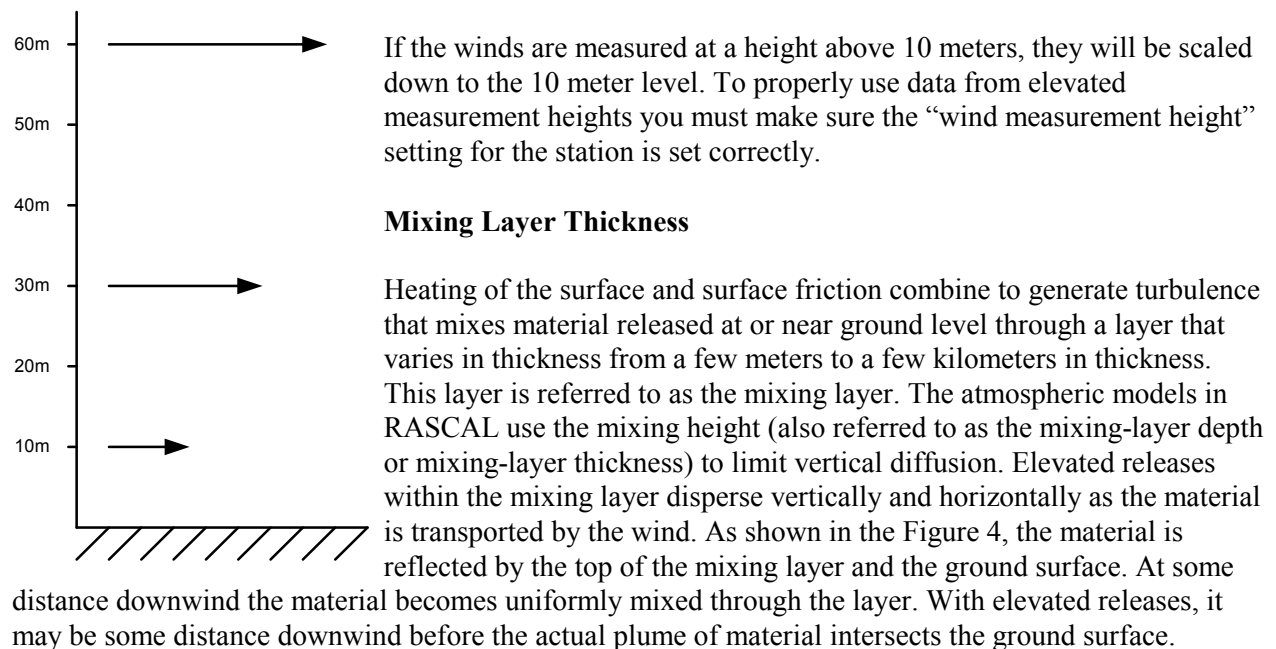 60m
50m
40m
30m
20m
10m
If the winds are measured at a height above 10 meters, they will be scaled
down to the 10 meter level. To properly use data from elevated
measurement heights you must make sure the “wind measurement height”
setting for the station is set correctly.
Mixing Layer Thickness
Heating of the surface and surface friction combine to generate turbulence
that mixes material released at or near ground level through a layer that
varies in thickness from a few meters to a few kilometers in thickness.
This layer is referred to as the mixing layer. The atmospheric models in
RASCAL use the mixing height (also referred to as the mixing-layer depth
or mixing-layer thickness) to limit vertical diffusion. Elevated releases
within the mixing layer disperse vertically and horizontally as the material
is transported by the wind. As shown in the Figure 4, the material is
reflected by the top of the mixing layer and the ground surface. At some
distance downwind the material becomes uniformly mixed through the layer. With elevated releases, it
may be some distance downwind before the actual plume of material intersects the ground surface.